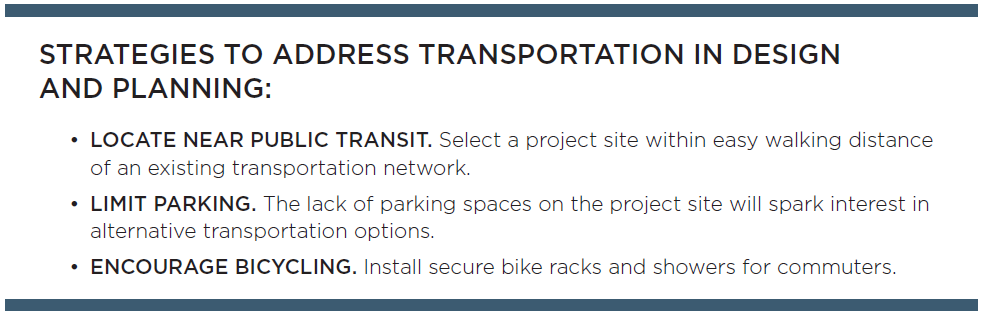 STRATEGIES TO ADDRESS TRANSPORTATION IN DESIGN
AND PLANNING:
• LOCATE NEAR PUBLIC TRANSIT. Select a project site within easy walking distance
of an existing transportation network.
• LIMIT PARKING. The lack of parking spaces on the project site will spark interest in
alternative transportation options.
• ENCOURAGE BICYCLING. Install secure bike racks and showers for commuters.